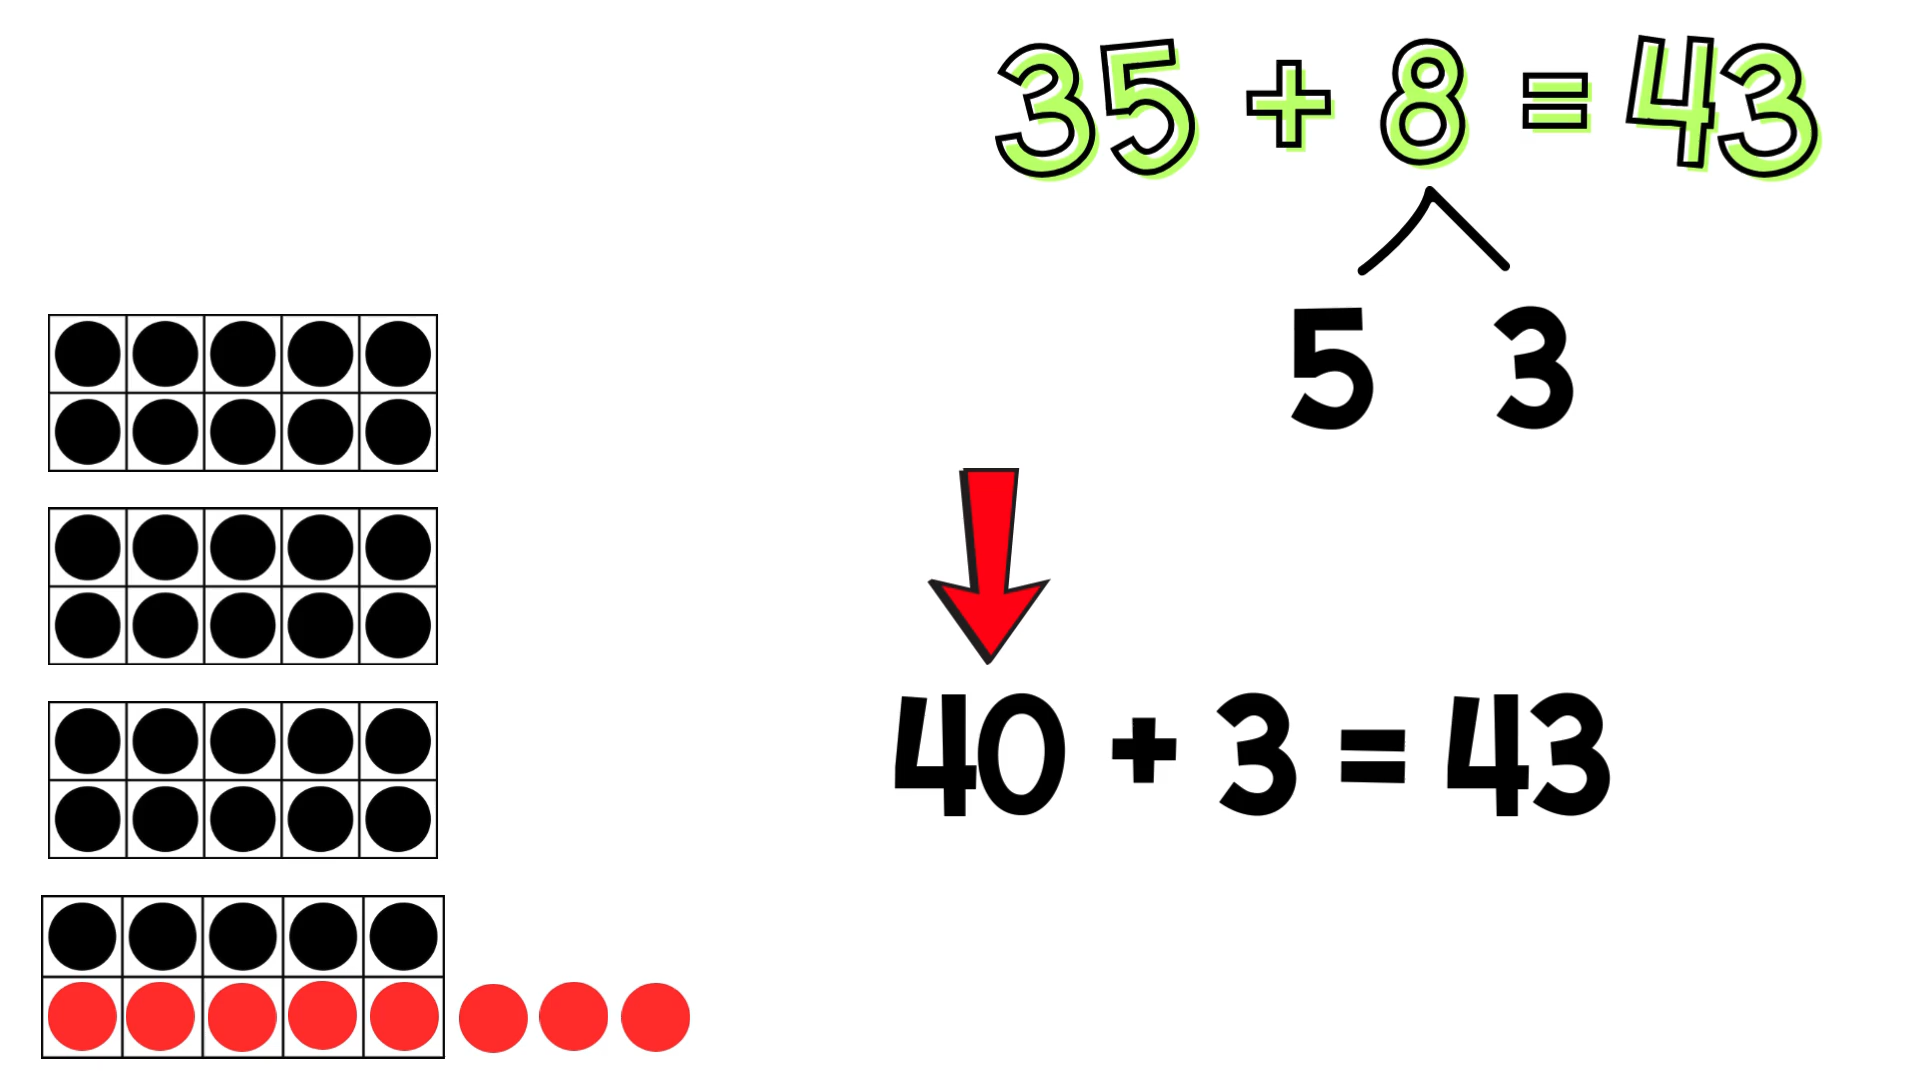 35 + 8 = 43
5 3
40 + 3 = 43